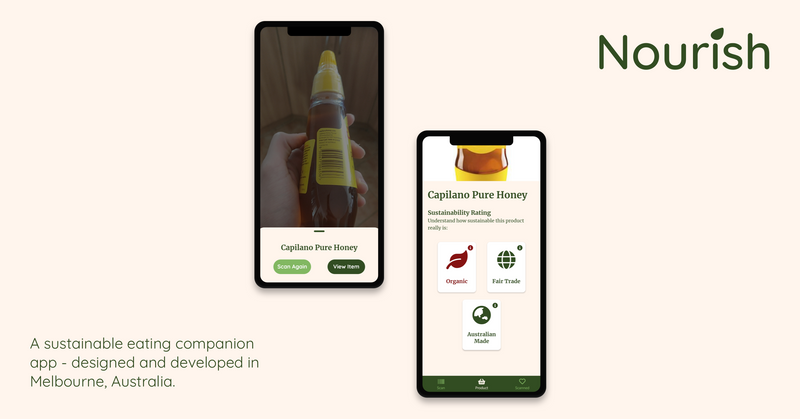 Nourish
Capilano Pure Honey
Scan Again
View Item
Capilano Pure Honey
Sustainability Rating
Understand how sustainable this product
really is:
Organic
Fair Trade
Australian
Made
Scan
Product
Scanned
A sustainable eating companion
app - designed and developed in
Melbourne, Australia.